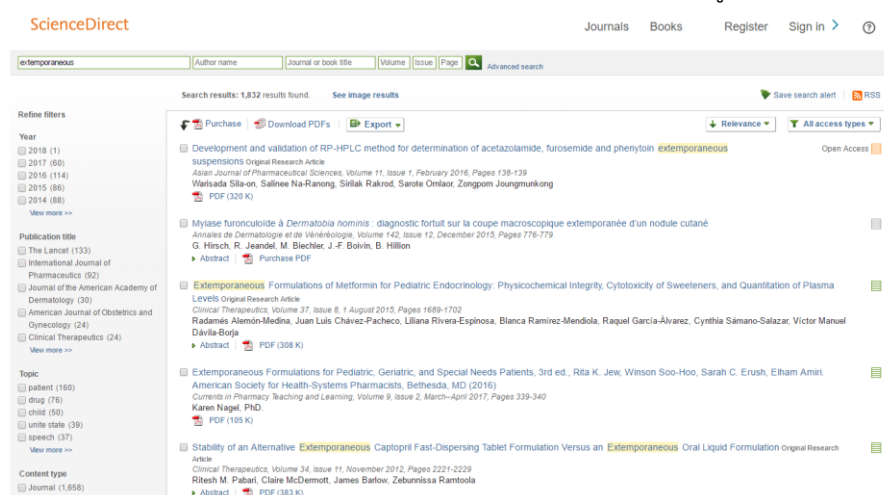 ScienceDirect
Journals Books Register Sign in > ?
extemporaneous Author name Journal or book title Volume Issue Page Advanced search
Search results: 1,832 results found. See image results Save search alert RSS
Refine filters
Purchase Download PDFs Export Relevance All access types
Year
2018 (1)
2017 (60)
2016 (114)
2015 (86)
2014 (88)
View more >>
Publication title
The Lancet (133)
International Journal of
Pharmaceutics (92)
Journal of the American Academy of
Dermatology (30)
American Journal of Obstetrics and
Gynecology (24)
Clinical Therapeutics (24)
View more >>
Topic
patient (160)
drug (76)
child (50)
unite state (39)
speech (37)
View more >>
Content type
Journal (1,658)
Development and validation of RP-HPLC method for determination of acetazolamide, furosemide and phenytoin extemporaneous
suspensions Original Research Article
Open Access
Asian Journal of Pharmaceutical Sciences, Volume 11, Issue 1, February 2016, Pages 138-139
Warisada Sila-on, Salinee Na-Ranong, Sirilak Rakrod, Sarote Omlaor, Zongpom Joungmunkong
PDF (320 K)
Myiase furonculoïde à Dermatobia hominis : diagnostic fortuit sur la coupe macroscopique extemporanée d'un nodule cutané
Annales de Dermatologie et de Vénéréologie, Volume 142, Issue 12, December 2015, Pages 776-779
G. Hirsch, R. Jeandel, M. Biechler, J.-F. Boivin, B. Hillion
Abstract Purchase PDF
Extemporaneous Formulations of Metformin for Pediatric Endocrinology: Physicochemical Integrity, Cytotoxicity of Sweeteners, and Quantitation of Plasma
Levels Original Research Article
Clinical Therapeutics, Volume 37, Issue 8, 1 August 2015, Pages 1689-1702
Radamés Alemón-Medina, Juan Luis Chávez-Pacheco, Liliana Rivera-Espinosa, Blanca Ramírez-Mendiola, Raquel García-Álvarez, Cynthia Sámano-Salazar, Víctor Manuel
Dávila-Borja
Abstract PDF (308 K)
Extemporaneous Formulations for Pediatric, Geriatric, and Special Needs Patients, 3rd ed., Rita K. Jew, Winson Soo-Hoo, Sarah C. Erush, Elham Amiri.
American Society for Health-Systems Pharmacists, Bethesda, MD (2016)
Currents in Pharmacy Teaching and Learning, Volume 9, Issue 2, March–April 2017, Pages 339-340
Karen Nagel, PhD.
PDF (105 K)
Stability of an Alternative Extemporaneous Captopril Fast-Dispersing Tablet Formulation Versus an Extemporaneous Oral Liquid Formulation Original Research
Article
Clinical Therapeutics, Volume 34, Issue 11, November 2012, Pages 2221-2229
Ritesh M. Pabari, Claire McDermott, James Barlow, Zebunnissa Ramtoola
Abstract PDF (383 K)